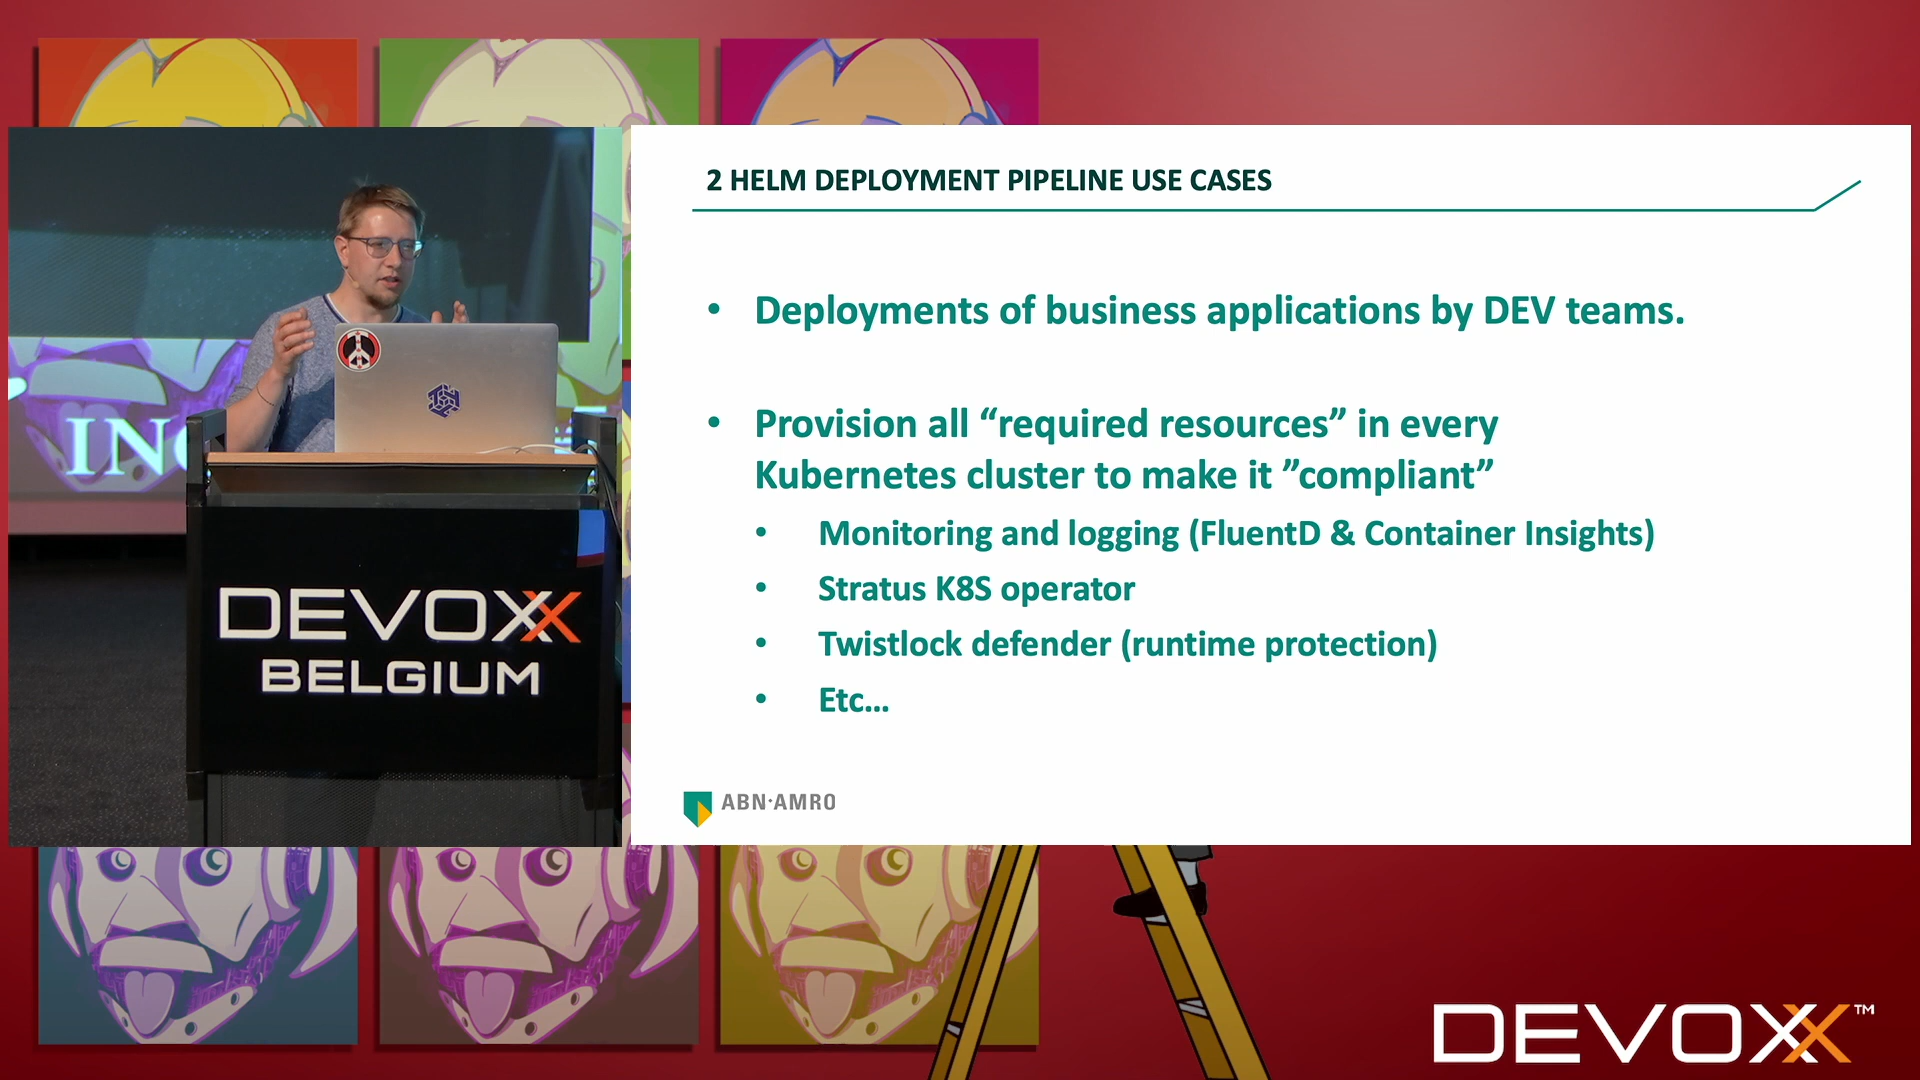 2 HELM DEPLOYMENT PIPELINE USE CASES
• Deployments of business applications by DEV teams.
• Provision all “required resources” in every
Kubernetes cluster to make it ”compliant”
• Monitoring and logging (FluentD & Container Insights)
• Stratus K8S operator
• Twistlock defender (runtime protection)
• Etc…
ABN·AMRO
IN
DEVOXX
BELGIUM
DEVOXX™